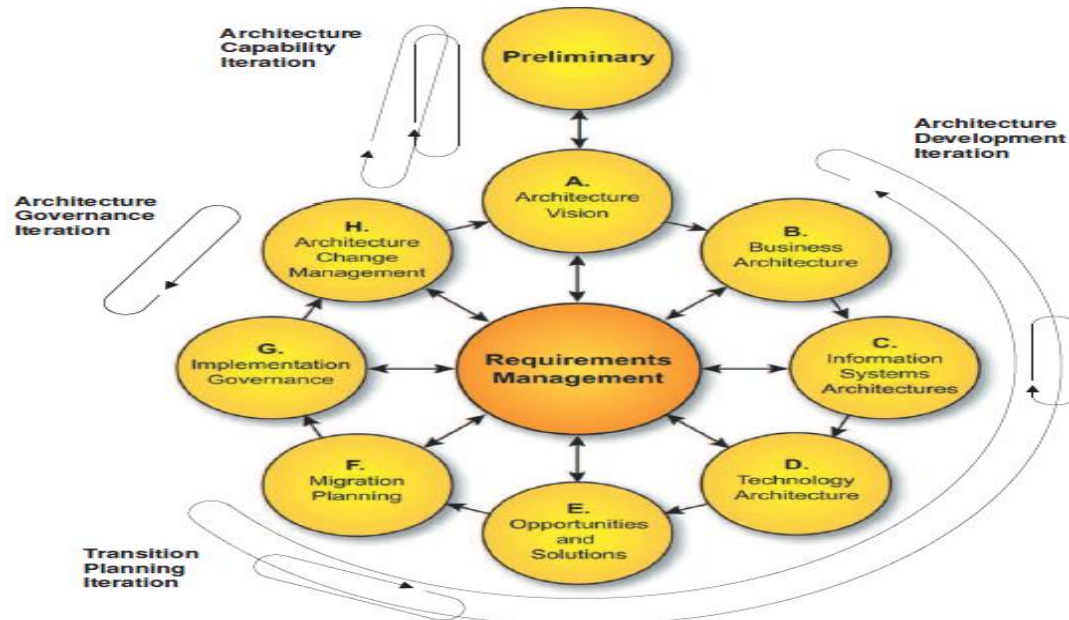 Architecture
Capability
Iteration
Preliminary
Architecture
Development
Iteration
Architecture
Governance
Iteration
A.
Architecture
Vision
H.
Architecture
Change
Management
B.
Business
Architecture
G.
Implementation
Governance
Requirements
Management
C.
Information
Systems
Architectures
F.
Migration
Planning
D.
Technology
Architecture
E.
Opportunities
and
Solutions
Transition
Planning
Iteration